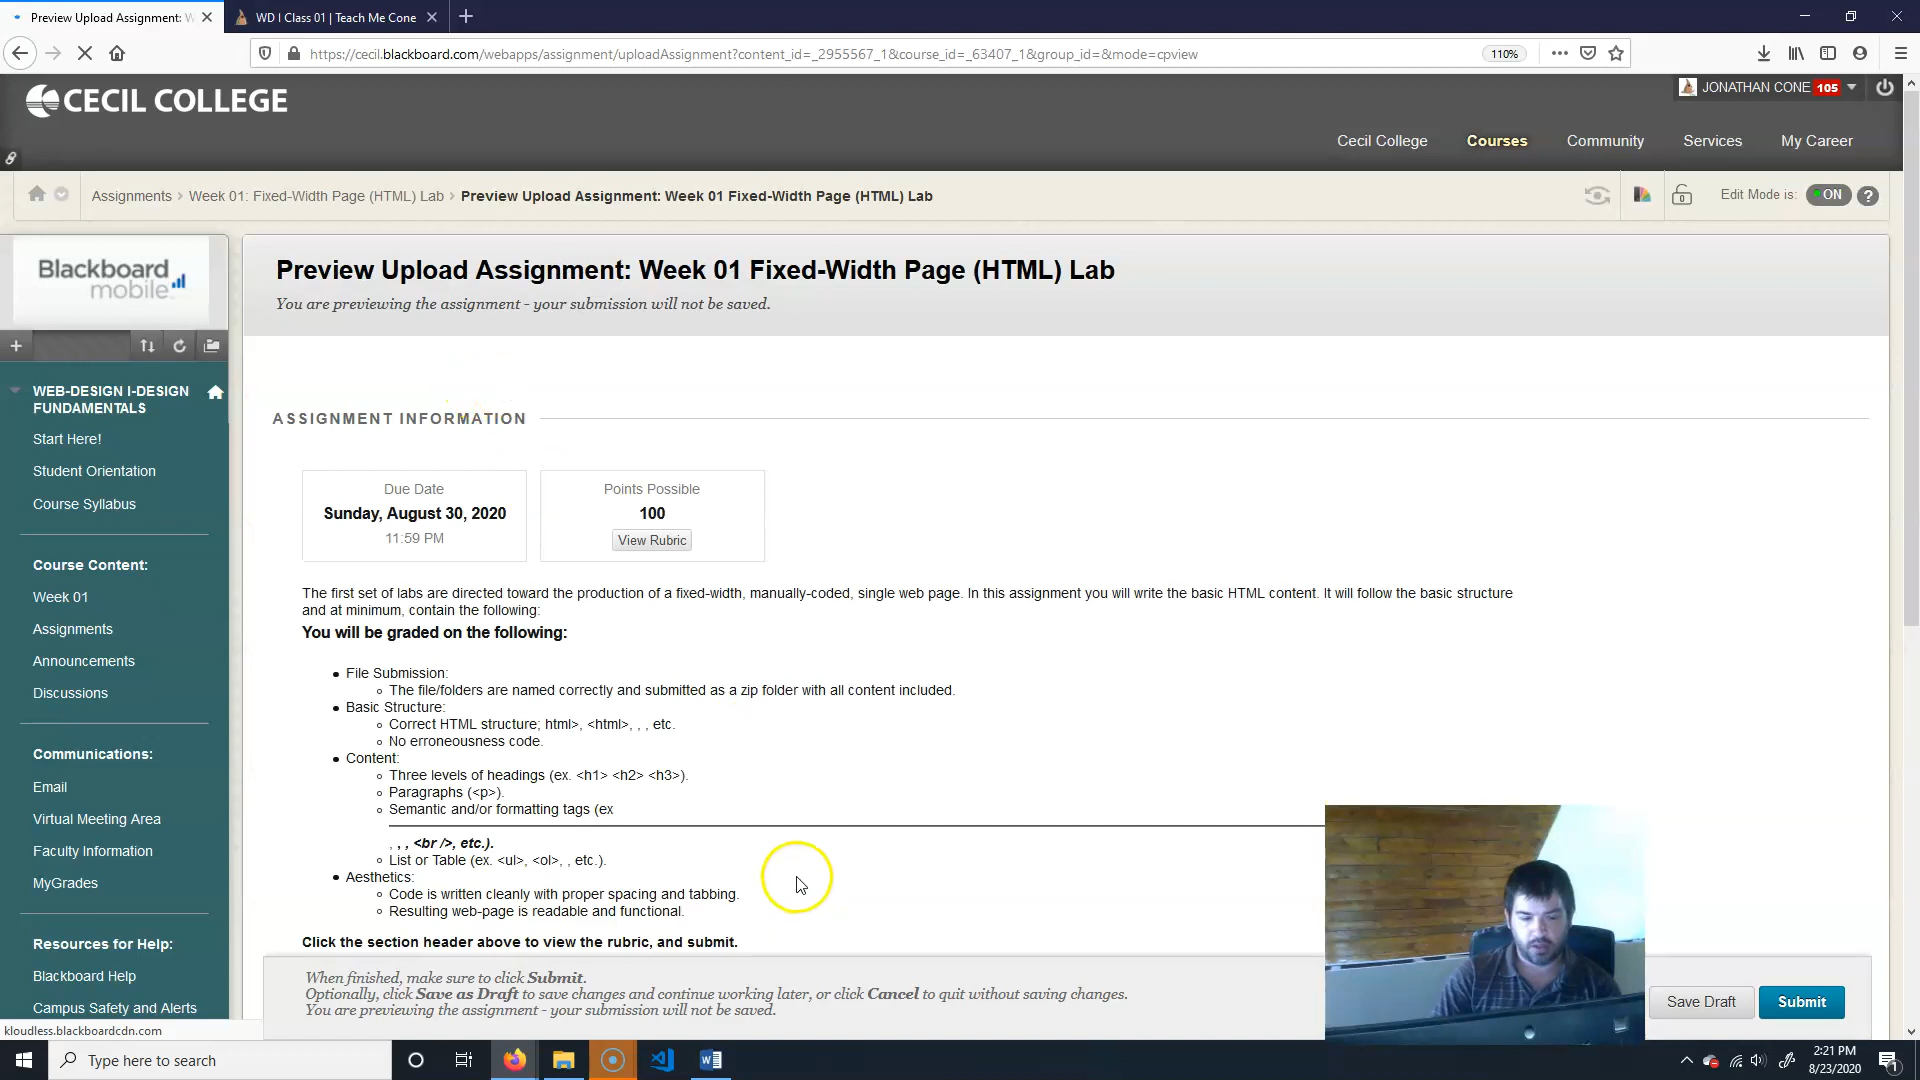 Preview Upload Assignment: W
WD I Class 01 | Teach Me Cone
https://cecil.blackboard.com/webapps/assignment/uploadAssignment?content_id=_2955567_1&course_id=_63407_1&group_id=&mode=cpview
110%
CECIL COLLEGE
JONATHAN CONE 105
Cecil College Courses Community Services My Career
Assignments Week 01: Fixed-Width Page (HTML) Lab Preview Upload Assignment: Week 01 Fixed-Width Page (HTML) Lab
Edit Mode is: ON ?
Blackboard
mobile
Preview Upload Assignment: Week 01 Fixed-Width Page (HTML) Lab
You are previewing the assignment - your submission will not be saved.
WEB-DESIGN I-DESIGN
FUNDAMENTALS
Start Here!
Student Orientation
Course Syllabus
Course Content:
Week 01
Assignments
Announcements
Discussions
Communications:
Email
Virtual Meeting Area
Faculty Information
MyGrades
Resources for Help:
Blackboard Help
Campus Safety and Alerts
ASSIGNMENT INFORMATION
Due Date
Sunday, August 30, 2020
11:59 PM
Points Possible
100
View Rubric
The first set of labs are directed toward the production of a fixed-width, manually-coded, single web page. In this assignment you will write the basic HTML content. It will follow the basic structure
and at minimum, contain the following:
You will be graded on the following:
File Submission:
The file/folders are named correctly and submitted as a zip folder with all content included.
Basic Structure:
Correct HTML structure; html>, <html>, , , etc.
No erroneousness code.
Content:
Three levels of headings (ex. <h1> <h2> <h3>).
Paragraphs (<p>).
Semantic and/or formatting tags (ex
, , , <br />, etc.).
List or Table (ex. <ul>, <ol>, , etc.).
Aesthetics:
Code is written cleanly with proper spacing and tabbing.
Resulting web-page is readable and functional.
Click the section header above to view the rubric, and submit.
When finished, make sure to click Submit.
Optionally, click Save as Draft to save changes and continue working later, or click Cancel to quit without saving changes.
You are previewing the assignment - your submission will not be saved.
Save Draft
Submit
kloudless.blackboardcdn.com
Type here to search
2:21 PM
8/23/2020
1